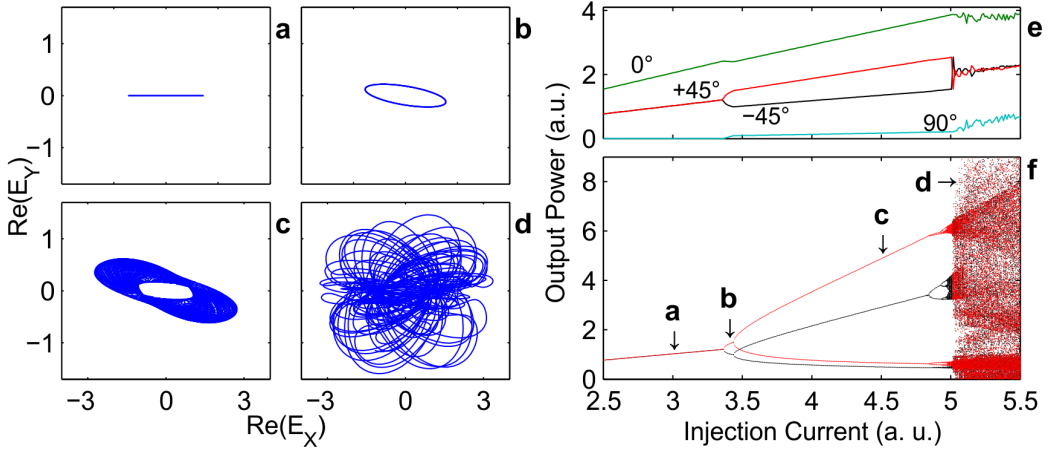 a
1
0
−1
b
Re(E_Y)
c
1
0
−1
−3
0
3
d
−3
0
3
Re(E_X)
e
4
2
0
0°
+45°
−45°
90°
Output Power (a.u.)
f
8
6
4
2
0
a
b
c
d
2.5
3
3.5
4
4.5
5
5.5
Injection Current (a. u.)